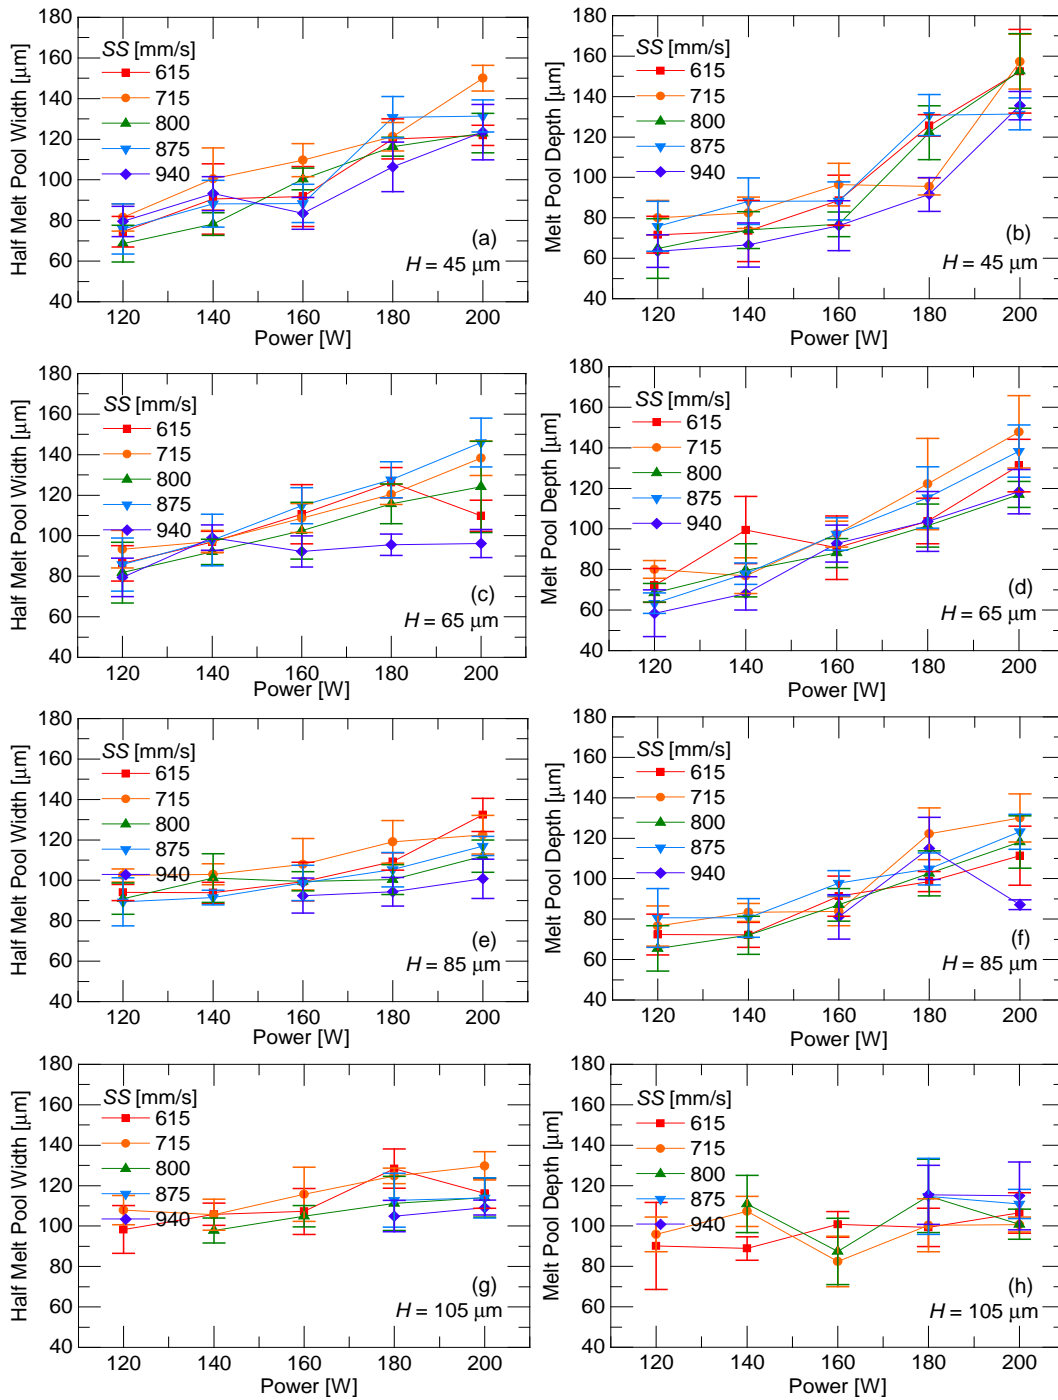 180
160
140
120
100
80
60
40
Half Melt Pool Width [μm]
SS [mm/s]
615
715
800
875
940
(a)
H = 45 μm
120 140 160 180 200
Power [W]
180
160
140
120
100
80
60
40
Melt Pool Depth [μm]
SS [mm/s]
615
715
800
875
940
(b)
H = 45 μm
120 140 160 180 200
Power [W]
180
160
140
120
100
80
60
40
Half Melt Pool Width [μm]
SS [mm/s]
615
715
800
875
940
(c)
H = 65 μm
120 140 160 180 200
Power [W]
180
160
140
120
100
80
60
40
Melt Pool Depth [μm]
SS [mm/s]
615
715
800
875
940
(d)
H = 65 μm
120 140 160 180 200
Power [W]
180
160
140
120
100
80
60
40
Half Melt Pool Width [μm]
SS [mm/s]
615
715
800
875
940
(e)
H = 85 μm
120 140 160 180 200
Power [W]
180
160
140
120
100
80
60
40
Melt Pool Depth [μm]
SS [mm/s]
615
715
800
875
940
(f)
H = 85 μm
120 140 160 180 200
Power [W]
180
160
140
120
100
80
60
40
Half Melt Pool Width [μm]
SS [mm/s]
615
715
800
875
940
(g)
H = 105 μm
120 140 160 180 200
Power [W]
180
160
140
120
100
80
60
40
Melt Pool Depth [μm]
SS [mm/s]
615
715
800
875
940
(h)
H = 105 μm
120 140 160 180 200
Power [W]